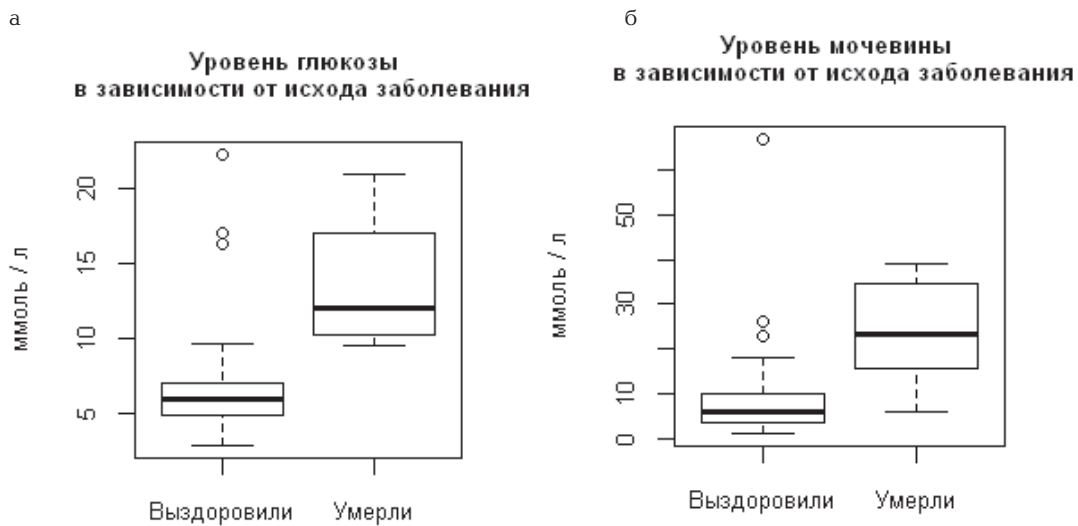 а
Уровень глюкозы
в зависимости от исхода заболевания
ммоль / л
20
15
10
5
Выздоровили
Умерли
б
Уровень мочевины
в зависимости от исхода заболевания
ммоль / л
50
30
10
0
Выздоровили
Умерли